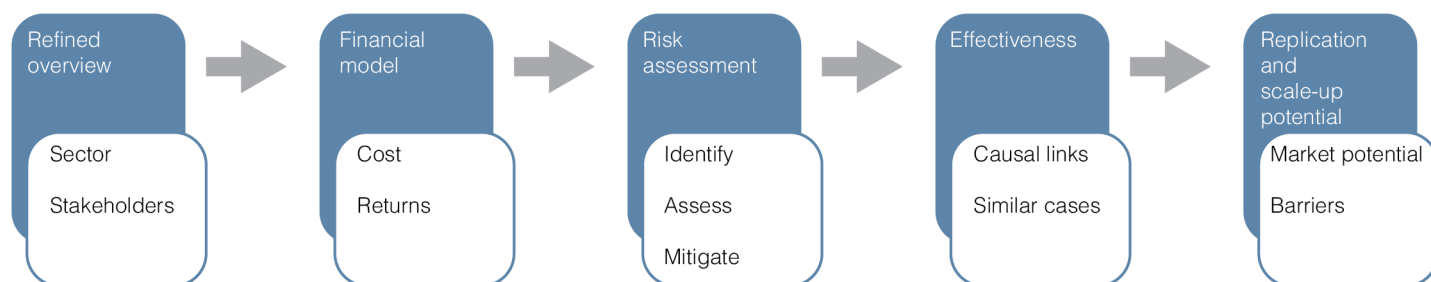 Refined
overview
Sector
Stakeholders
Financial
model
Cost
Returns
Risk
assessment
Identify
Assess
Mitigate
Effectiveness
Causal links
Similar cases
Replication
and
scale-up
potential
Market potential
Barriers